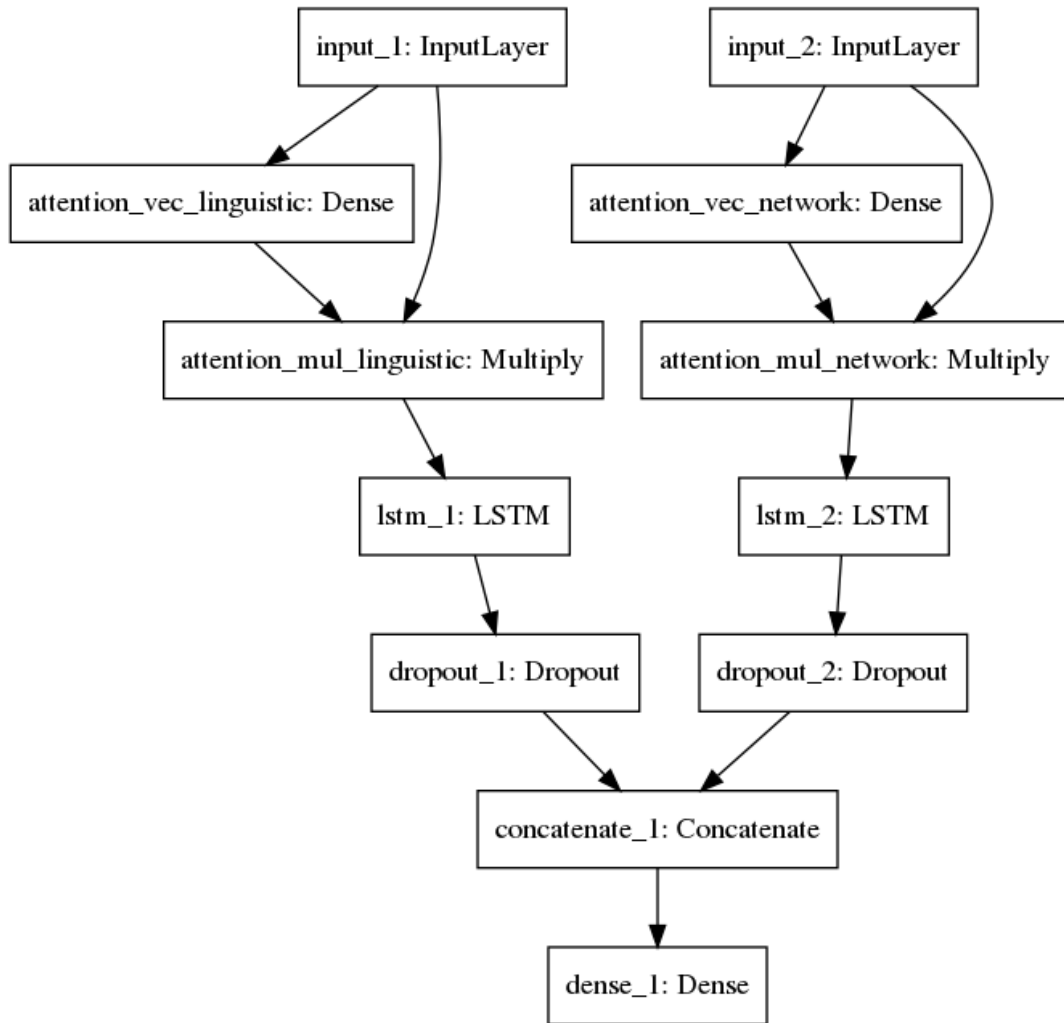 input_1: InputLayer
input_2: InputLayer
attention_vec_linguistic: Dense
attention_vec_network: Dense
attention_mul_linguistic: Multiply
attention_mul_network: Multiply
lstm_1: LSTM
lstm_2: LSTM
dropout_1: Dropout
dropout_2: Dropout
concatenate_1: Concatenate
dense_1: Dense